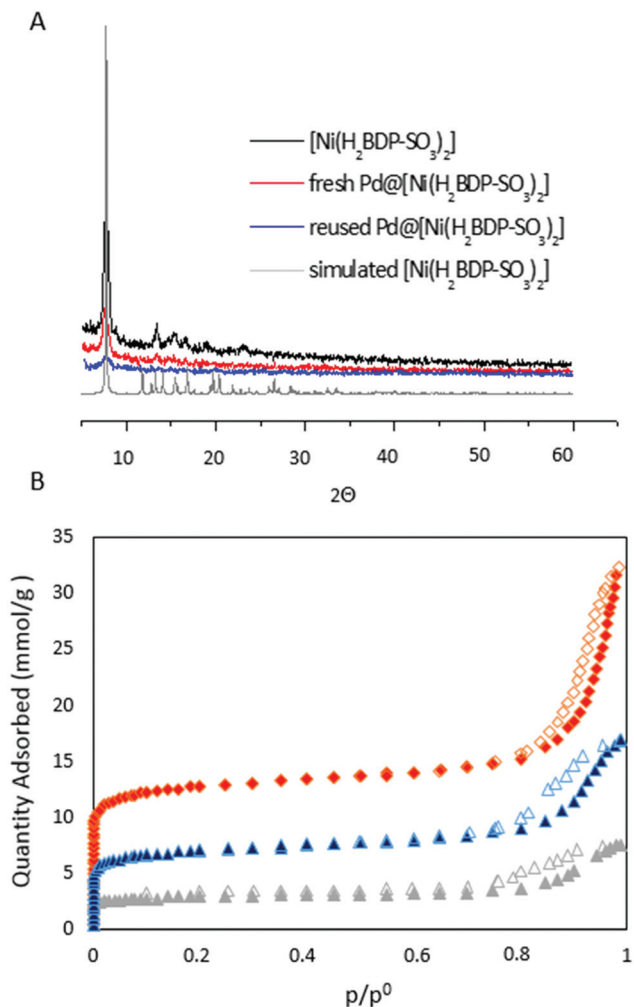 A
[Ni(H₂BDP-SO₃)₂]
fresh Pd@[Ni(H₂BDP-SO₃)₂]
reused Pd@[Ni(H₂BDP-SO₃)₂]
simulated [Ni(H₂BDP-SO₃)₂]
10 20 30 40 50 60
2Θ
B
35
30
25
20
15
10
5
0
Quantity Adsorbed (mmol/g )
0 0.2 0.4 0.6 0.8 1
p/p⁰